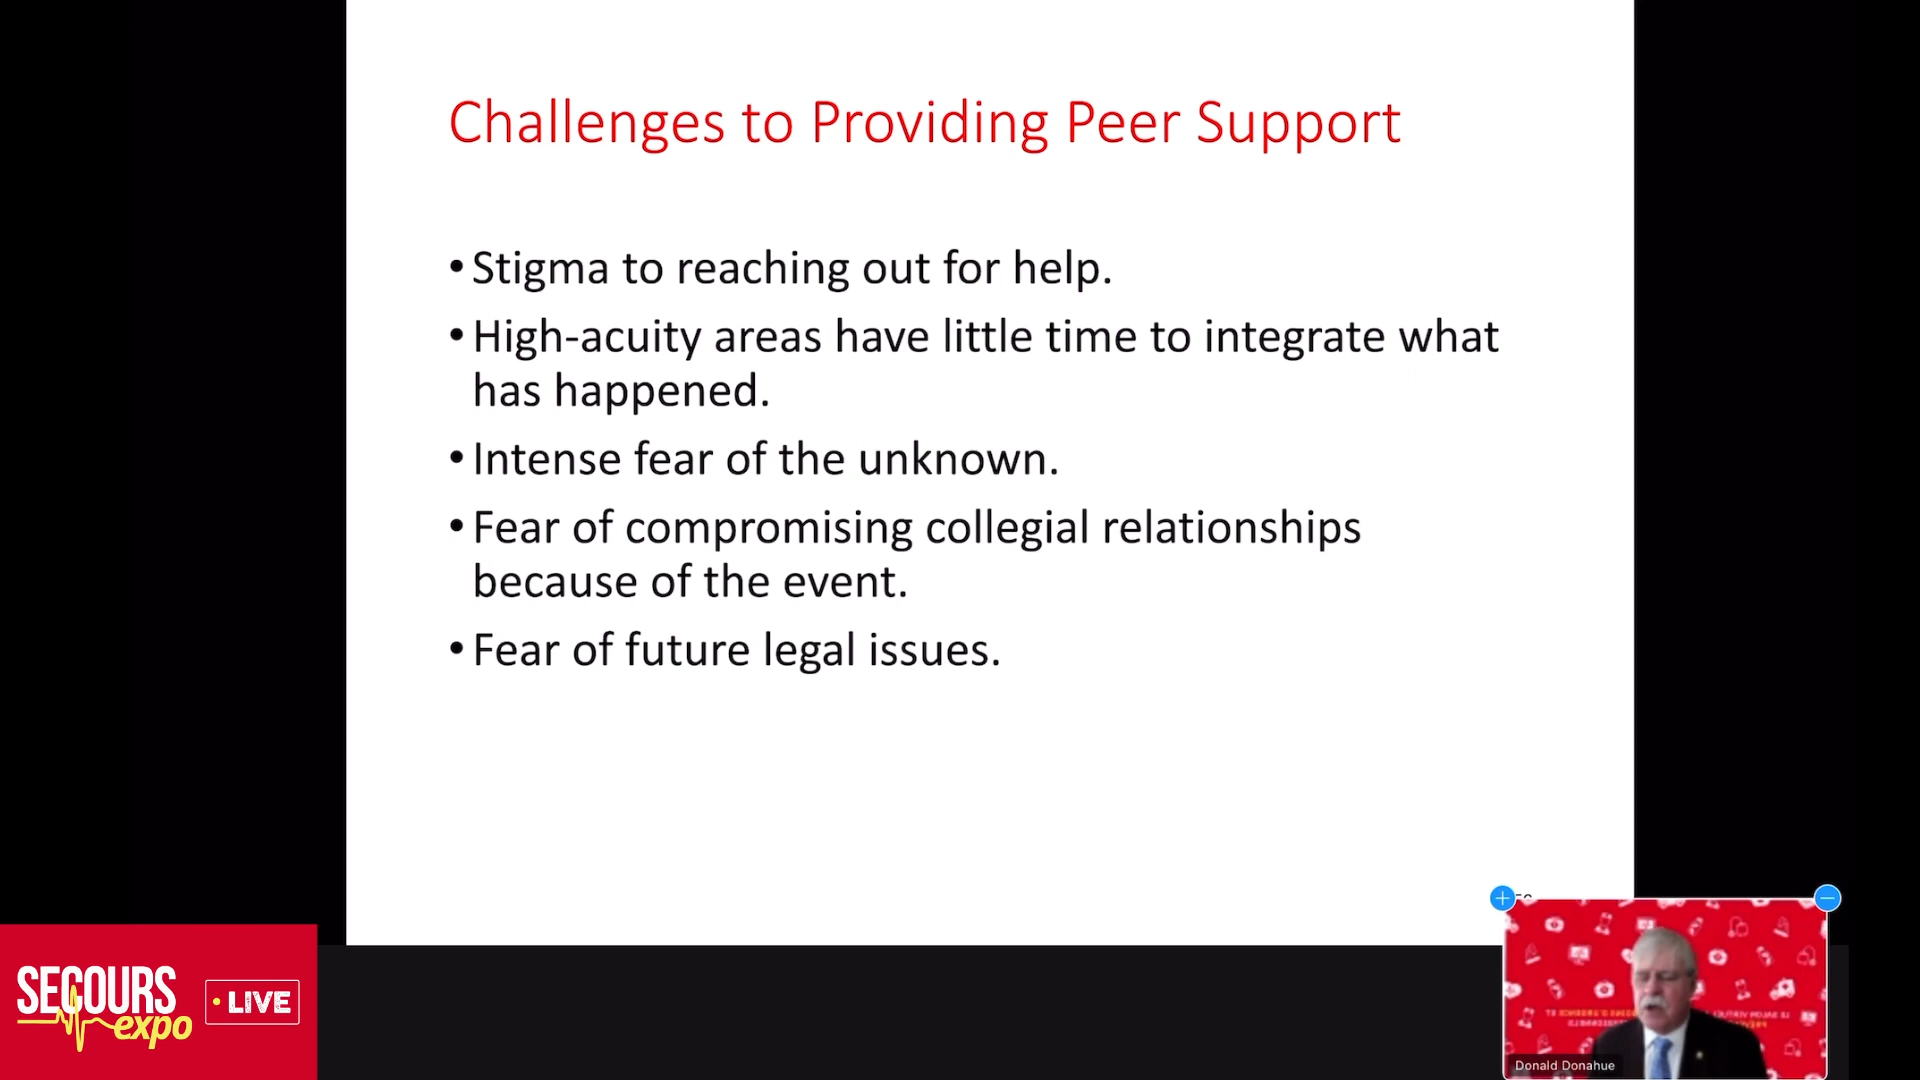 Challenges to Providing Peer Support
• Stigma to reaching out for help.
• High-acuity areas have little time to integrate what
has happened.
• Intense fear of the unknown.
• Fear of compromising collegial relationships
because of the event.
• Fear of future legal issues.
SECOURS
expo
• LIVE
Donald Donahue